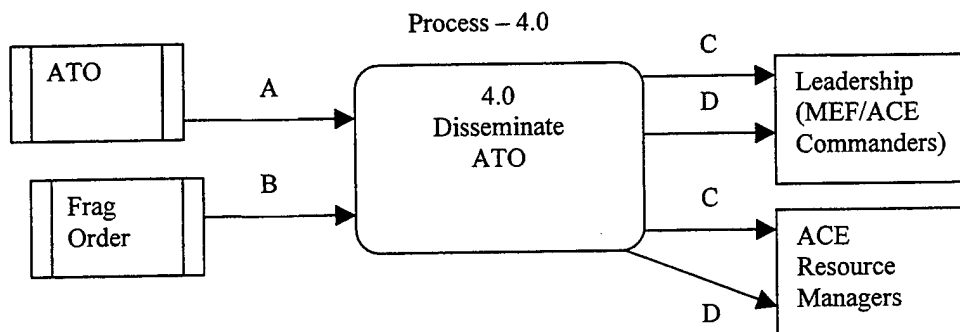 Process – 4.0
ATO
A
4.0
Disseminate
ATO
C
D
Leadership
(MEF/ACE
Commanders)
B
Frag
Order
C
D
ACE
Resource
Managers